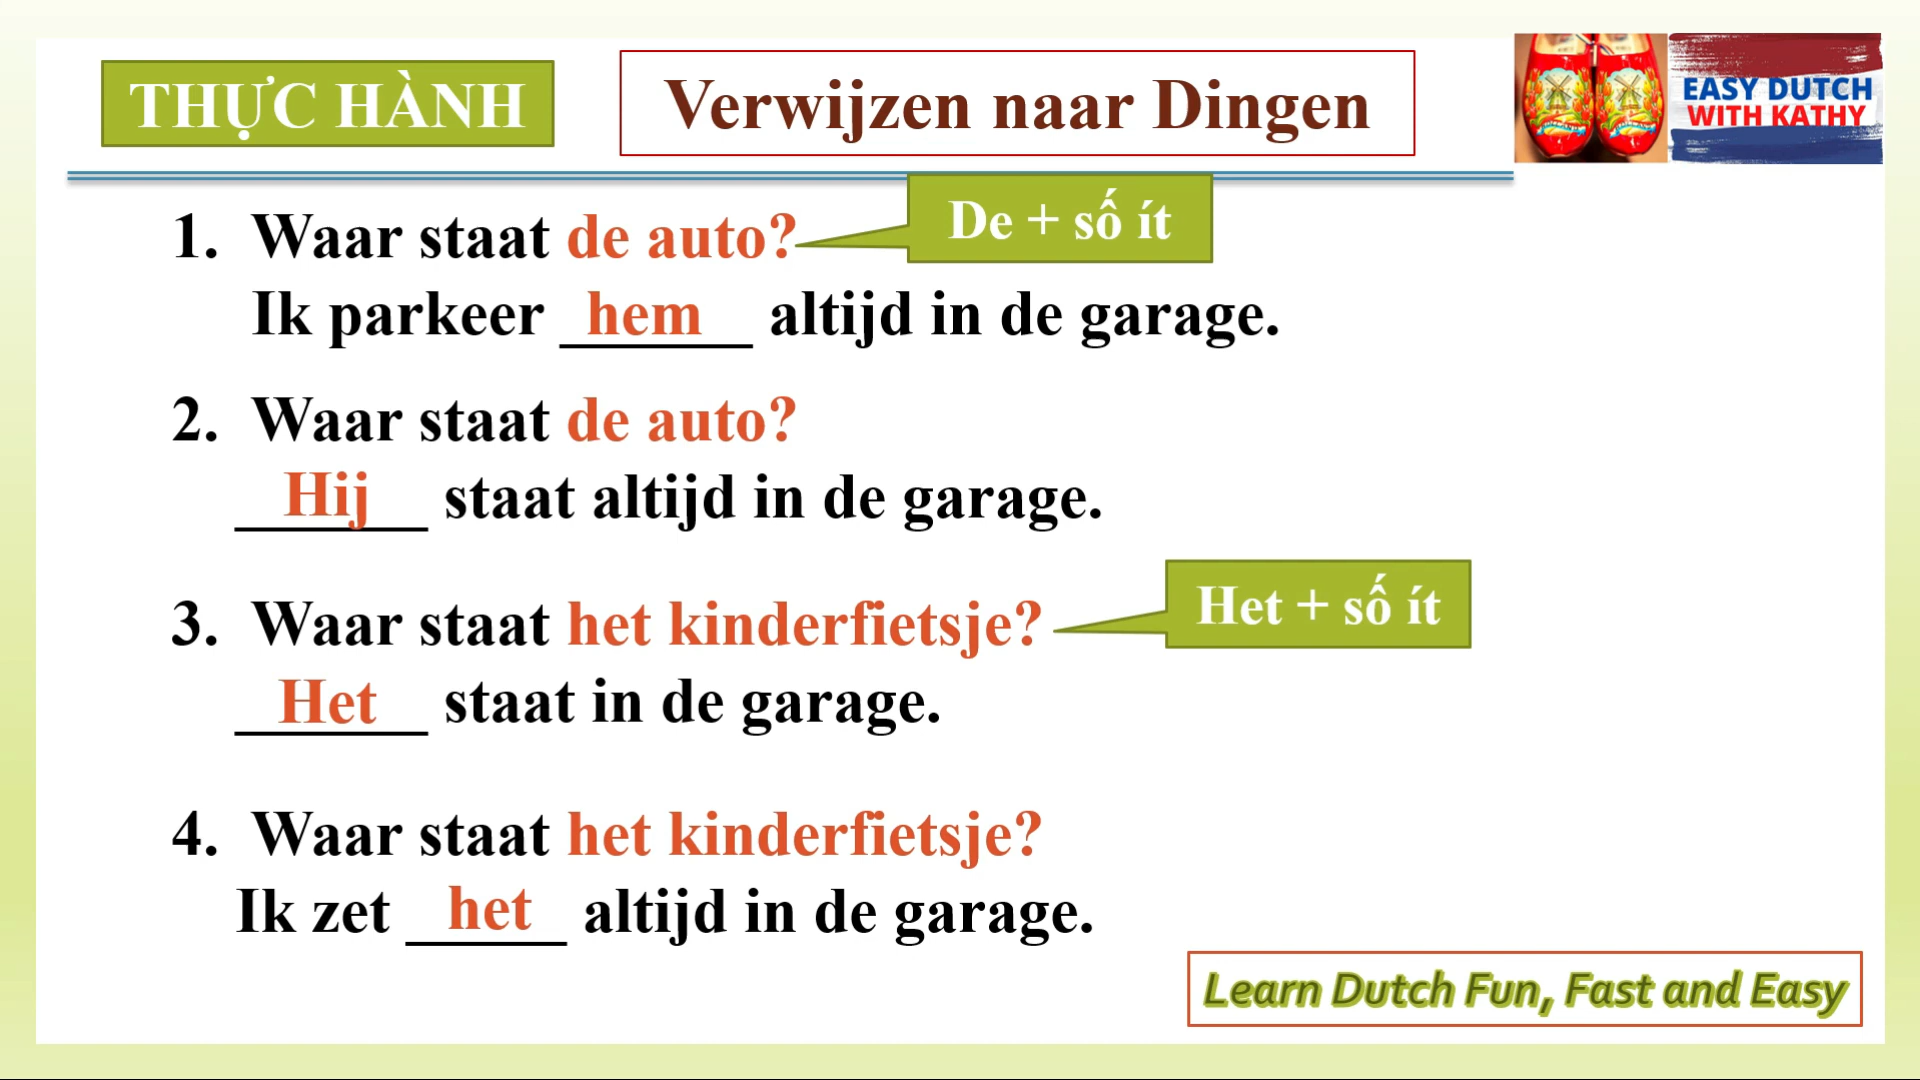 THỰC HÀNH
Verwijzen naar Dingen
EASY DUTCH
WITH KATHY
De + số ít
1. Waar staat de auto?
Ik parkeer hem altijd in de garage.
2. Waar staat de auto?
Hij staat altijd in de garage.
Het + số ít
3. Waar staat het kinderfietsje?
Het staat in de garage.
4. Waar staat het kinderfietsje?
Ik zet het altijd in de garage.
Learn Dutch Fun, Fast and Easy